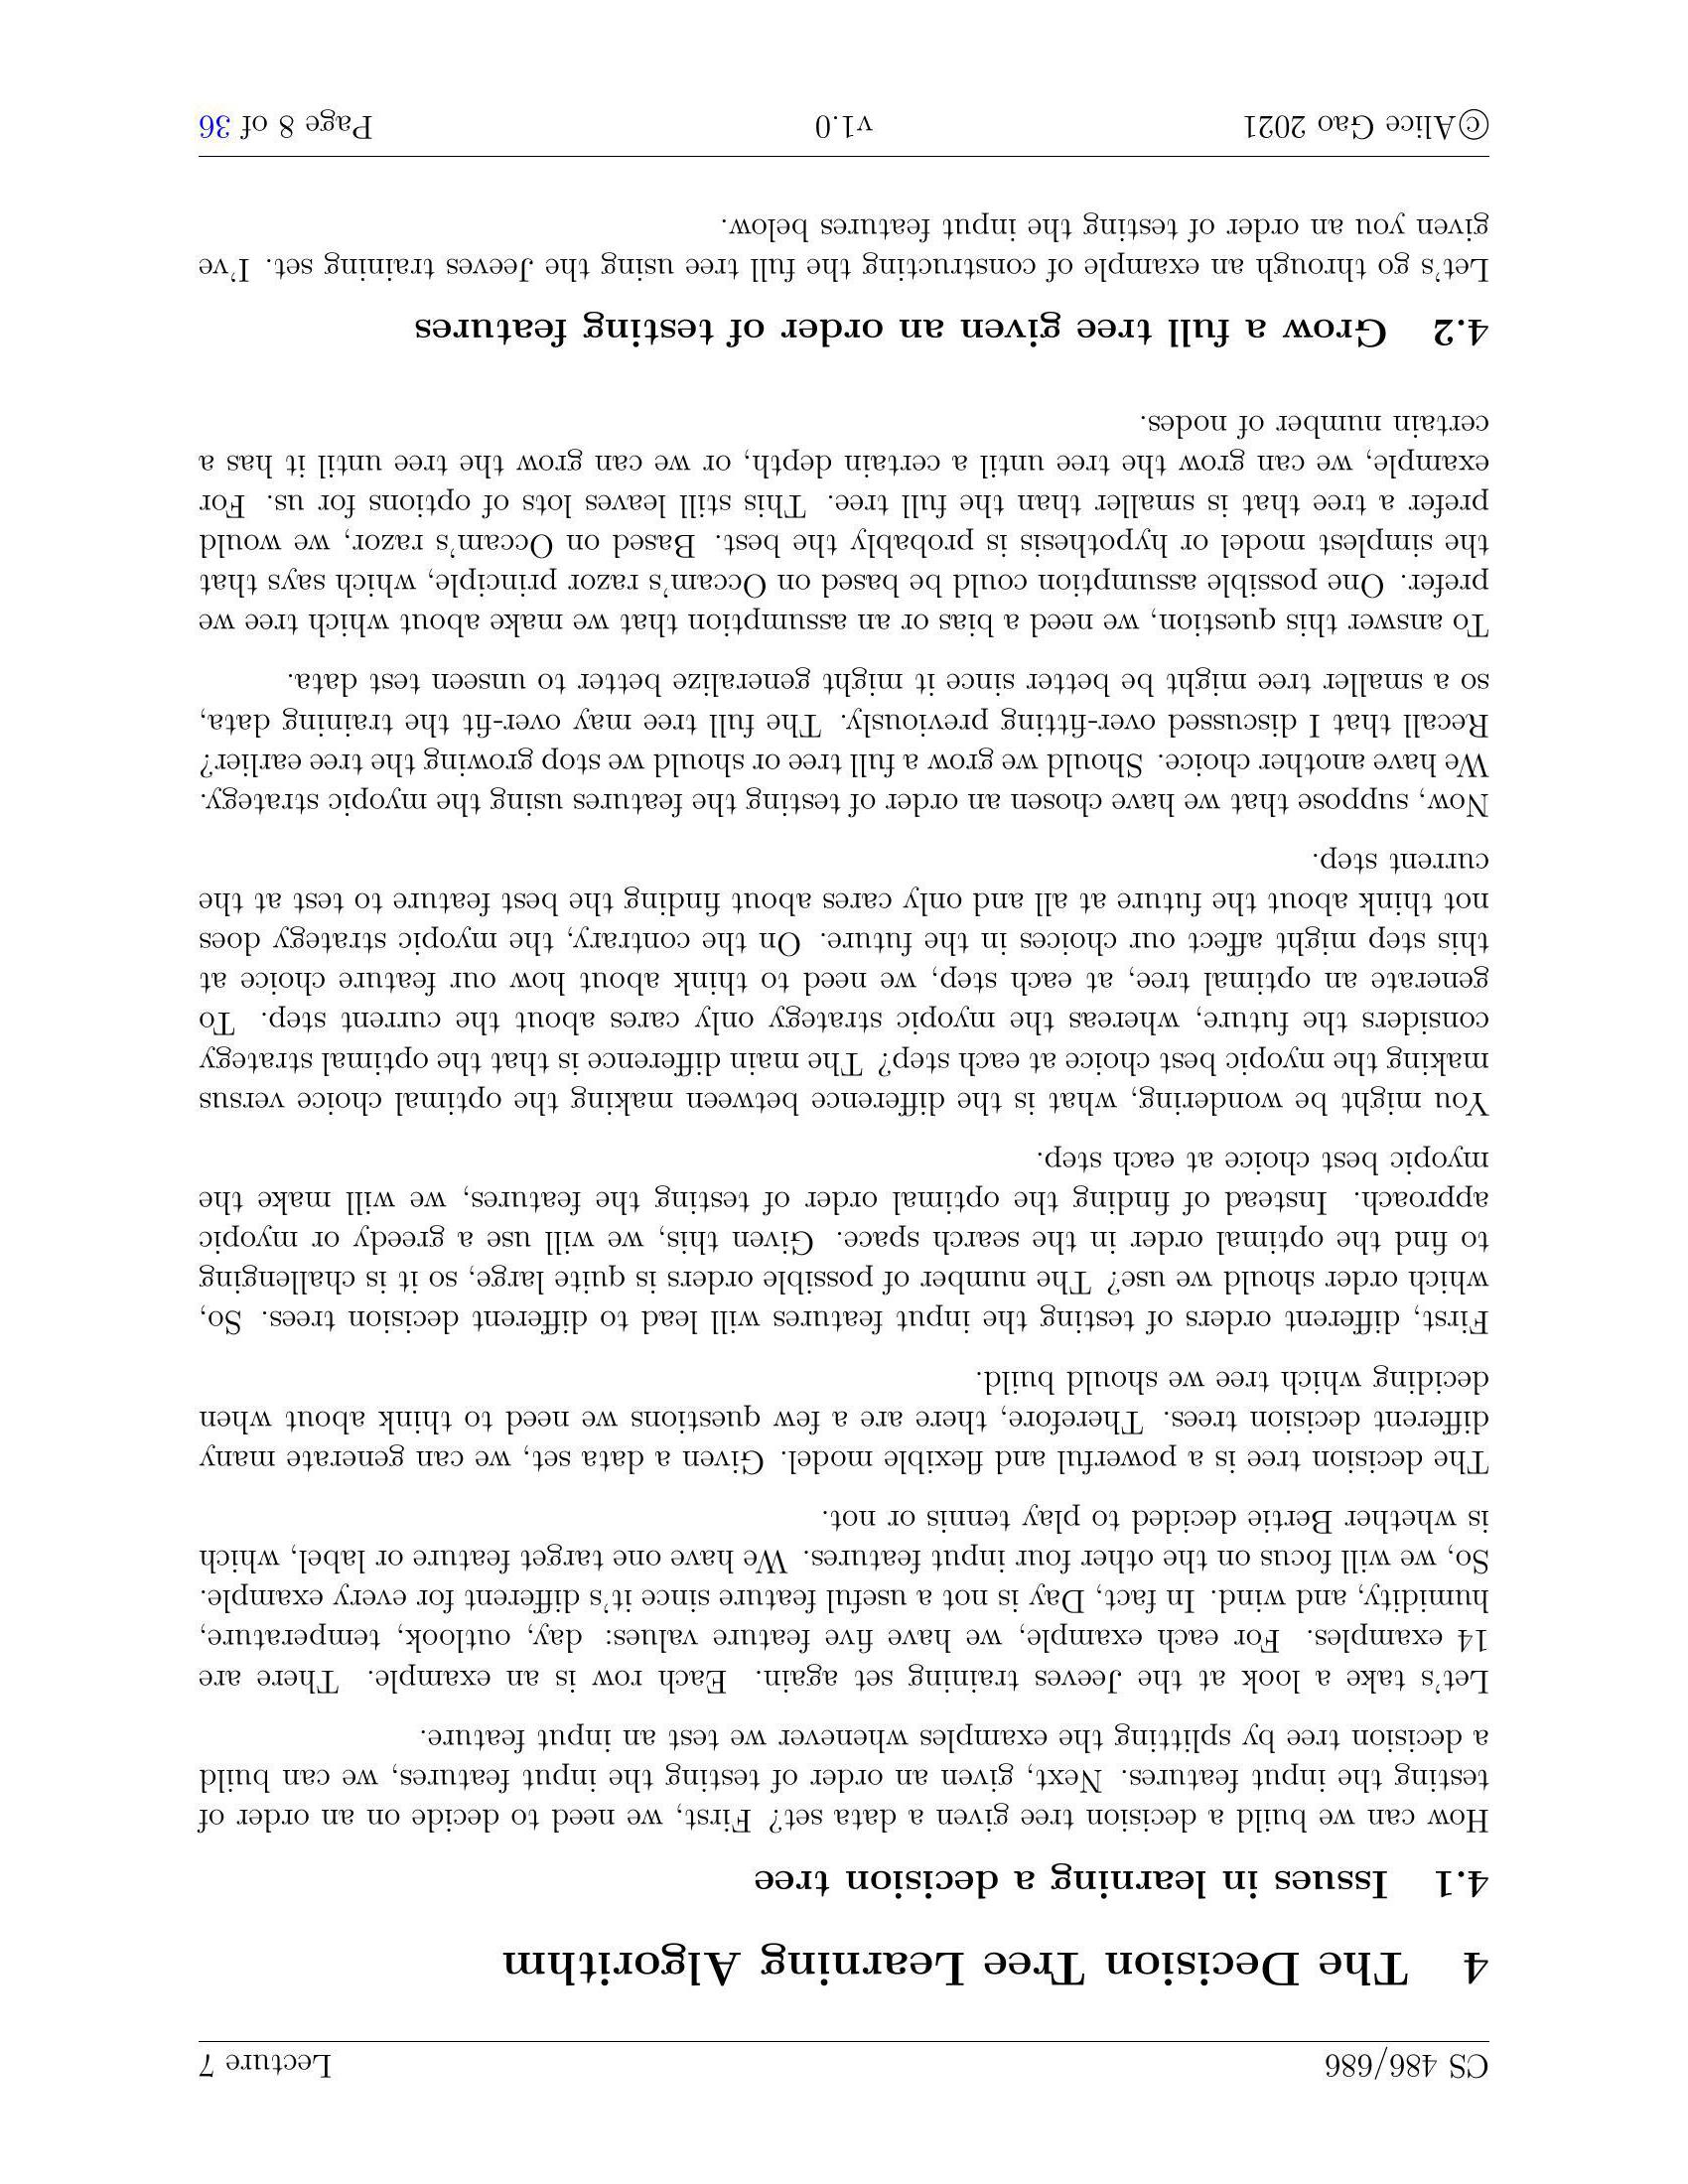 CS 486/686 Lecture 7
4 The Decision Tree Learning Algorithm
4.1 Issues in learning a decision tree
How can we build a decision tree given a data set? First, we need to decide on an order of
testing the input features. Next, given an order of testing the input features, we can build
a decision tree by splitting the examples whenever we test an input feature.
Let's take a look at the Jeeves training set again. Each row is an example. There are
14 examples. For each example, we have five feature values: day, outlook, temperature,
humidity, and wind. In fact, Day is not a useful feature since it's different for every example.
So, we will focus on the other four input features. We have one target feature or label, which
is whether Bertie decided to play tennis or not.
The decision tree is a powerful and flexible model. Given a data set, we can generate many
different decision trees. Therefore, there are a few questions we need to think about when
deciding which tree we should build.
First, different orders of testing the input features will lead to different decision trees. So,
which order should we use? The number of possible orders is quite large, so it is challenging
to find the optimal order in the search space. Given this, we will use a greedy or myopic
approach. Instead of finding the optimal order of testing the features, we will make the
myopic best choice at each step.
You might be wondering, what is the difference between making the optimal choice versus
making the myopic best choice at each step? The main difference is that the optimal strategy
considers the future, whereas the myopic strategy only cares about the current step. To
generate an optimal tree, at each step, we need to think about how our feature choice at
this step might affect our choices in the future. On the contrary, the myopic strategy does
not think about the future at all and only cares about finding the best feature to test at the
current step.
Now, suppose that we have chosen an order of testing the features using the myopic strategy.
We have another choice. Should we grow a full tree or should we stop growing the tree earlier?
Recall that I discussed over-fitting previously. The full tree may over-fit the training data,
so a smaller tree might be better since it might generalize better to unseen test data.
To answer this question, we need a bias or an assumption that we make about which tree we
prefer. One possible assumption could be based on Occam's razor principle, which says that
the simplest model or hypothesis is probably the best. Based on Occam's razor, we would
prefer a tree that is smaller than the full tree. This still leaves lots of options for us. For
example, we can grow the tree until a certain depth, or we can grow the tree until it has a
certain number of nodes.
4.2 Grow a full tree given an order of testing features
Let's go through an example of constructing the full tree using the Jeeves training set. I've
given you an order of testing the input features below.
©Alice Gao 2021 v1.0 Page 8 of 36